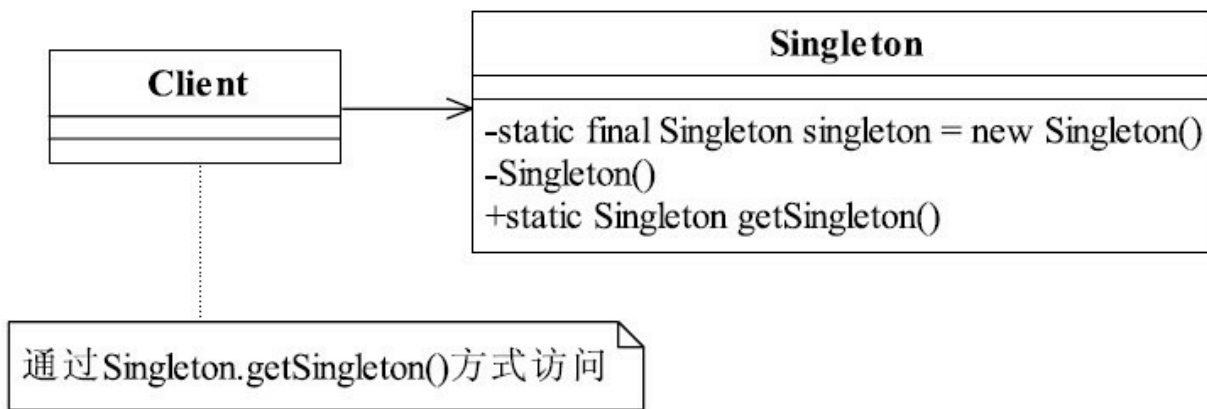 Client
Singleton
-static final Singleton singleton = new Singleton()
-Singleton()
+static Singleton getSingleton()
通过Singleton.getSingleton()方式访问